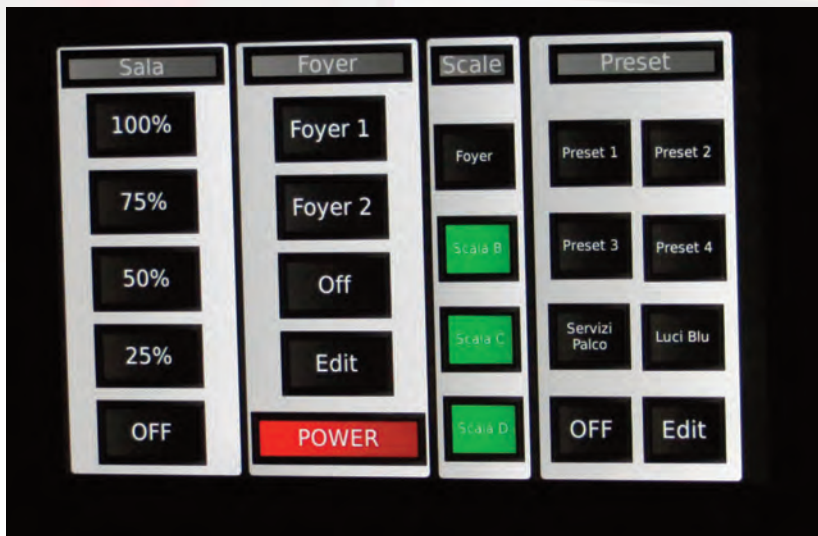 Sala
100%
75%
50%
25%
OFF
Foyer
Foyer 1
Foyer 2
Off
Edit
POWER
Scale
Foyer
Scala B
Scala C
Scala D
Preset
Preset 1
Preset 2
Preset 3
Preset 4
Servizi
Palco
Luci Blu
OFF
Edit